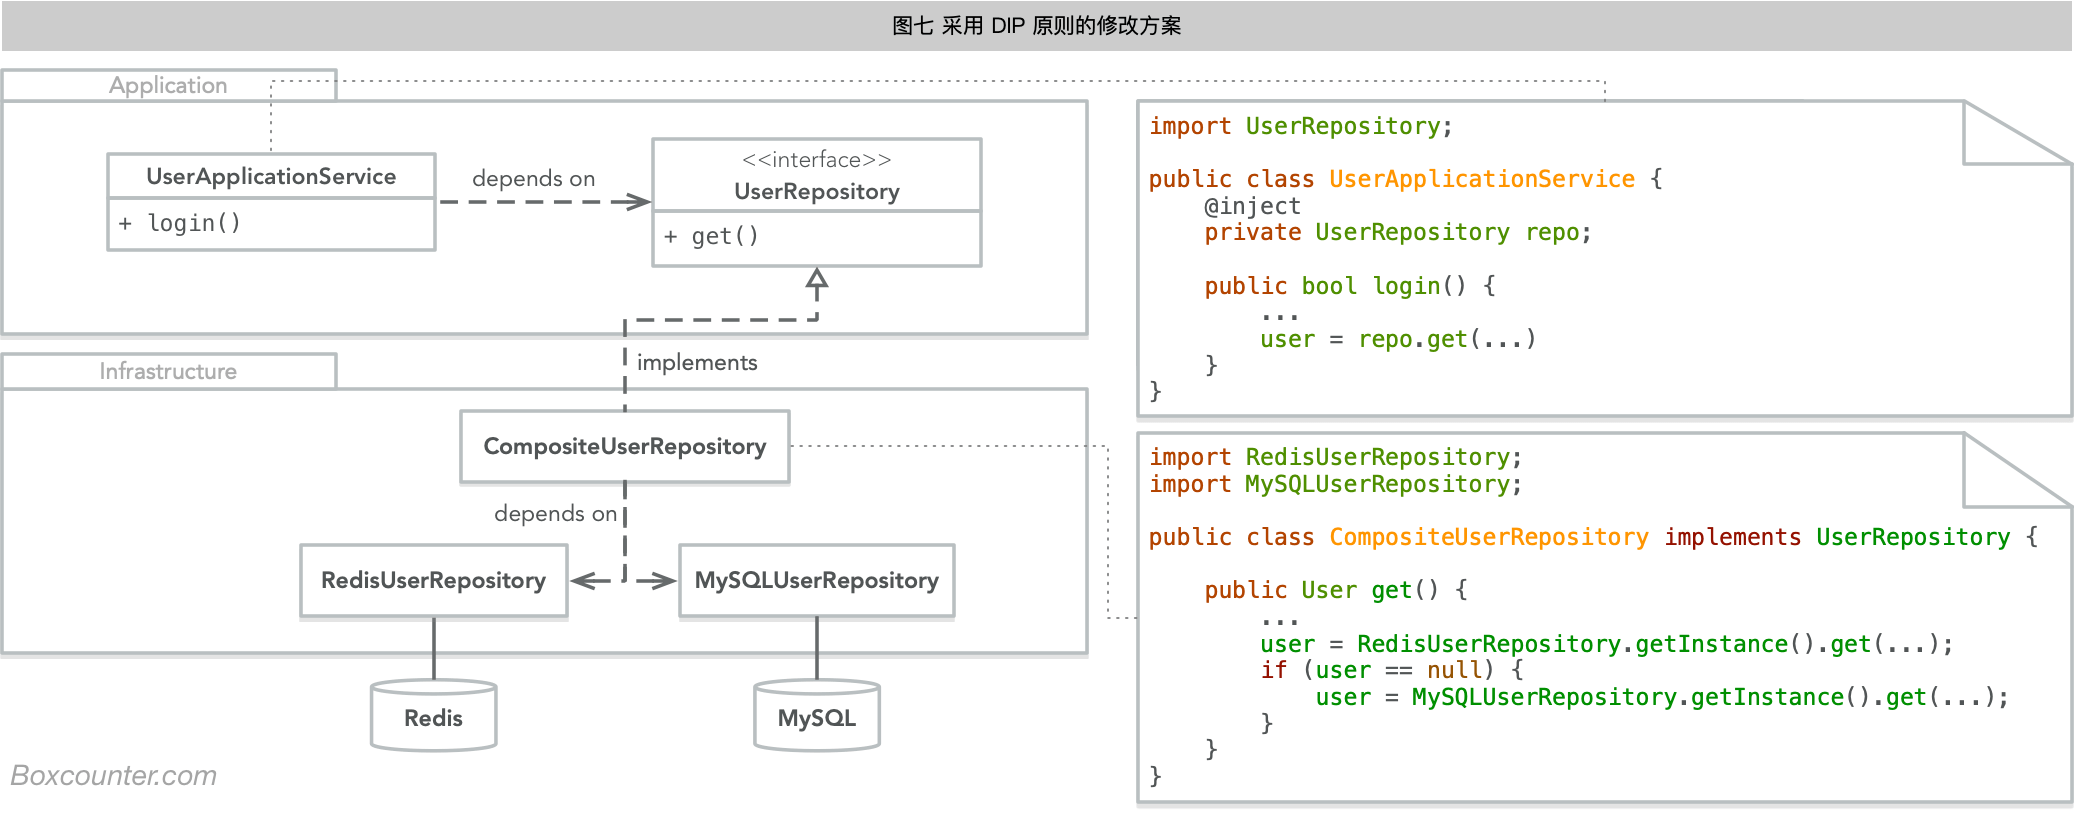 图七 采用 DIP 原则的修改方案
Application
UserApplicationService
+ login()
depends on
<<interface>>
UserRepository
+ get()
implements
Infrastructure
CompositeUserRepository
depends on
RedisUserRepository
MySQLUserRepository
Redis
MySQL
Boxcounter.com
import UserRepository;
public class UserApplicationService {
    @inject
    private UserRepository repo;
    public bool login() {
        ...
        user = repo.get(...)
    }
}
import RedisUserRepository;
import MySQLUserRepository;
public class CompositeUserRepository implements UserRepository {
    public User get() {
        ...
        user = RedisUserRepository.getInstance().get(...);
        if (user == null) {
            user = MySQLUserRepository.getInstance().get(...);
        }
    }
}